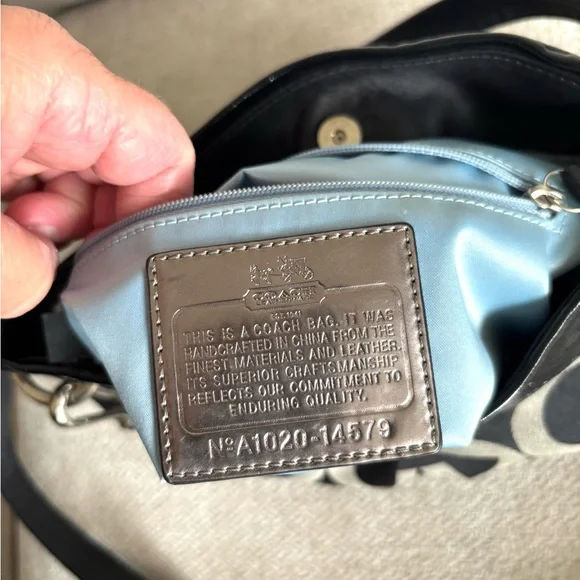 COACH
EST. 1941
THIS IS A COACH BAG. IT WAS
HANDCRAFTED IN CHINA FROM THE
FINEST MATERIALS AND LEATHER.
ITS SUPERIOR CRAFTSMANSHIP
REFLECTS OUR COMMITMENT TO
ENDURING QUALITY.
NºA1020-14579